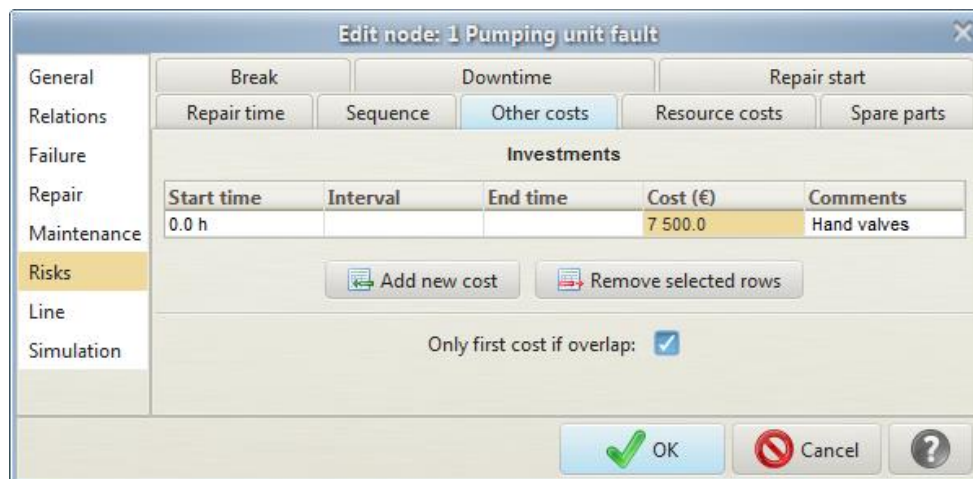 Edit node: 1 Pumping unit fault
General
Relations
Failure
Repair
Maintenance
Risks
Line
Simulation
Break Downtime Repair start
Repair time Sequence Other costs Resource costs Spare parts
Investments
Start time Interval End time Cost (€) Comments
0.0 h 7 500.0 Hand valves
Add new cost Remove selected rows
Only first cost if overlap:
OK Cancel ?